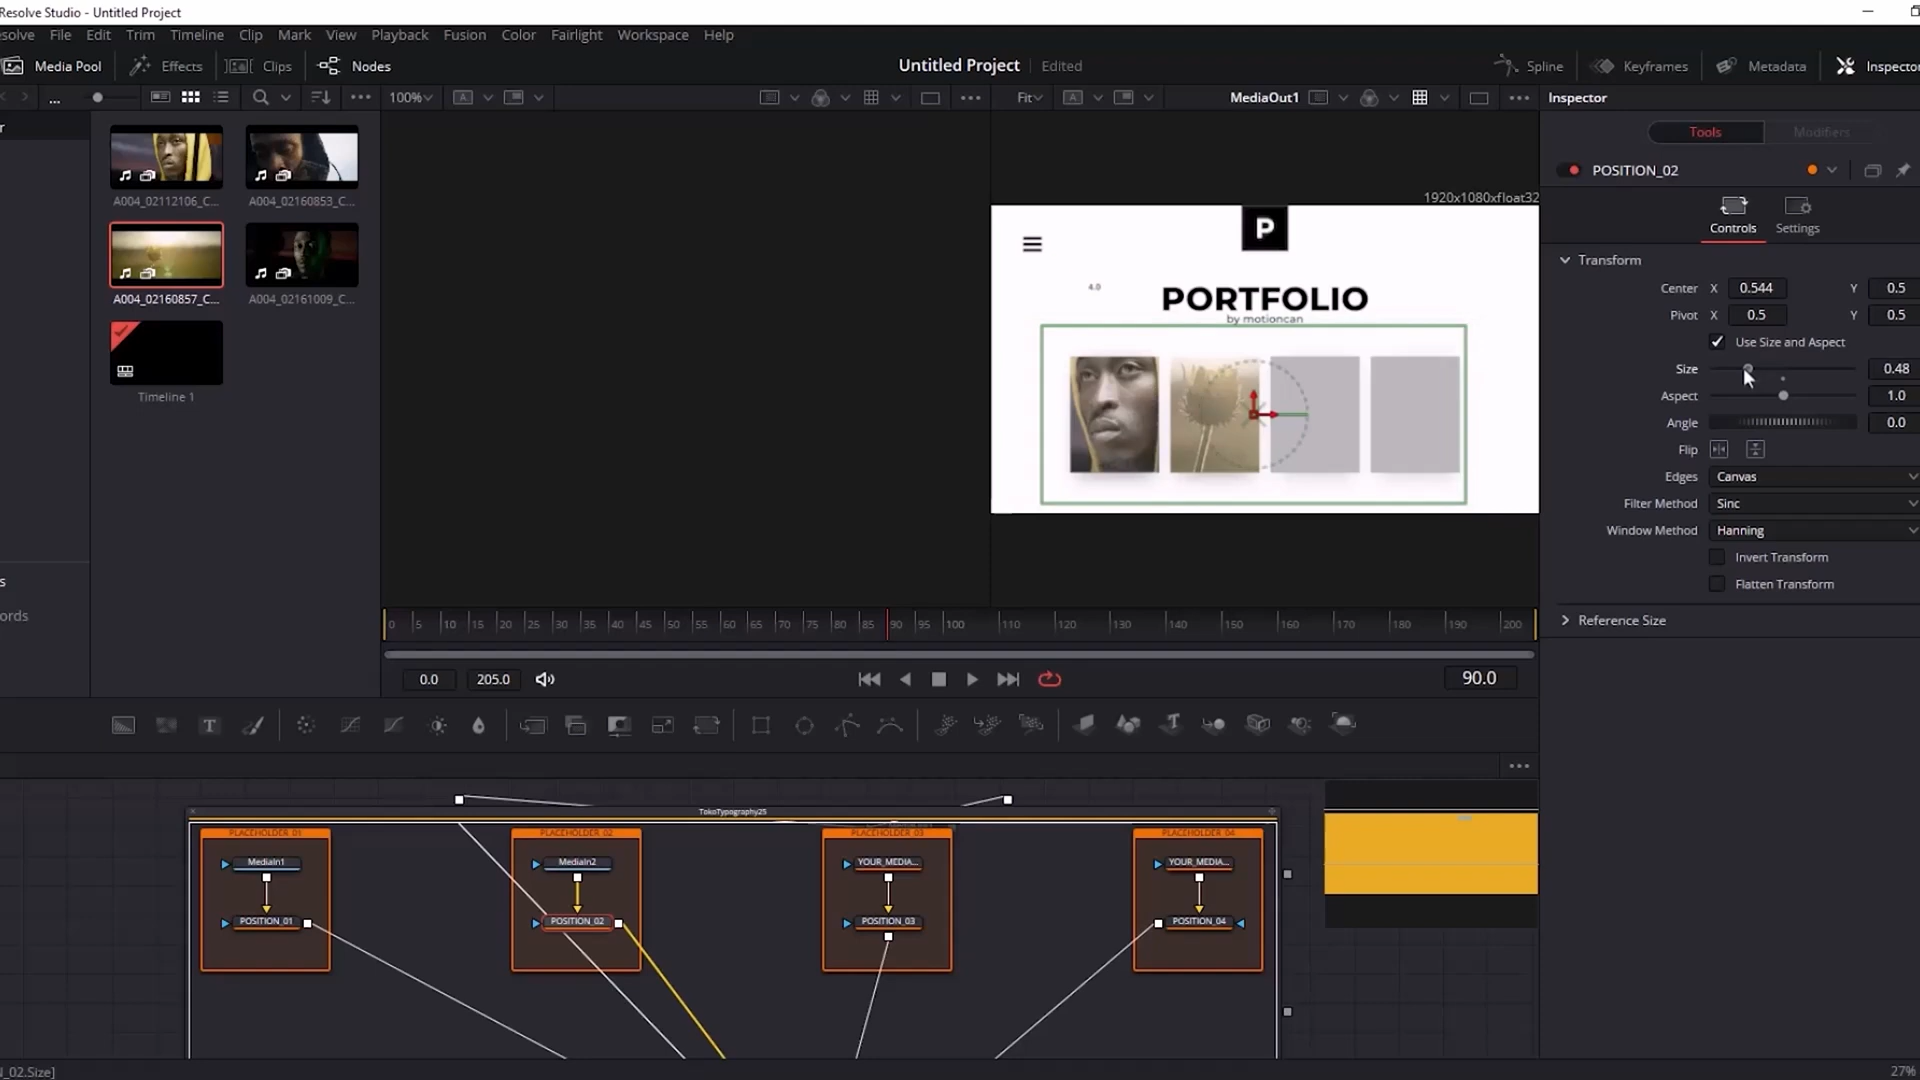 Resolve Studio - Untitled Project
esolve File Edit Trim Timeline Clip Mark View Playback Fusion Color Fairlight Workspace Help
Media Pool Effects Clips Nodes Untitled Project Edited Spline Keyframes Metadata Inspector
... 100% A ... Fit A MediaOut1 ... Inspector
r
Tools Modifiers
POSITION_02
A004_02112106_C... A004_02160853_C...
1920x1080xfloat32
P
Controls Settings
Transform
4.0
PORTFOLIO
by motioncan
Center X 0.544 Y 0.5
Pivot X 0.5 Y 0.5
A004_02160857_C... A004_02161009_C...
Use Size and Aspect
Size 0.48
Aspect 1.0
Timeline 1
Angle 0.0
Flip
Edges Canvas
Filter Method Sinc
Window Method Hanning
Invert Transform
s
Flatten Transform
ords
Reference Size
0 5 10 15 20 25 30 35 40 45 50 55 60 65 70 75 80 85 90 95 100 110 120 130 140 150 160 170 180 190 200
0.0 205.0 90.0
T T
...
TokoTypography25
PLACEHOLDER_01 PLACEHOLDER_02 PLACEHOLDER_03 PLACEHOLDER_04
MediaIn1 MediaIn2 YOUR_MEDIA... YOUR_MEDIA...
POSITION_01 POSITION_02 POSITION_03 POSITION_04
N_02.Size]
27%